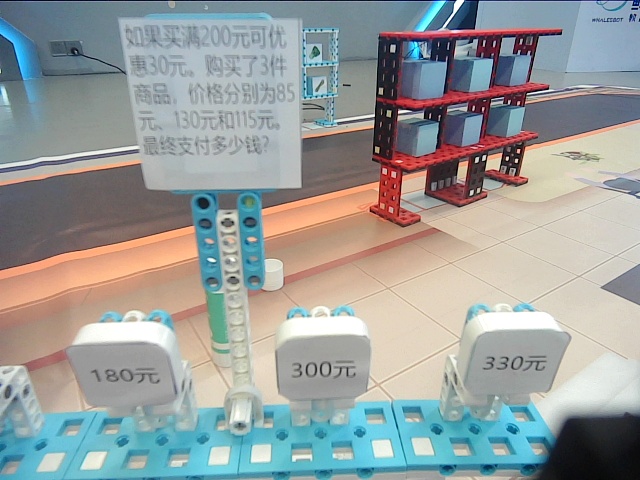 如果买满200元可优
惠30元。购买了3件
商品，价格分别为85
元、130元和115元。
最终支付多少钱？
180元
300元
330元
WHALESBOT